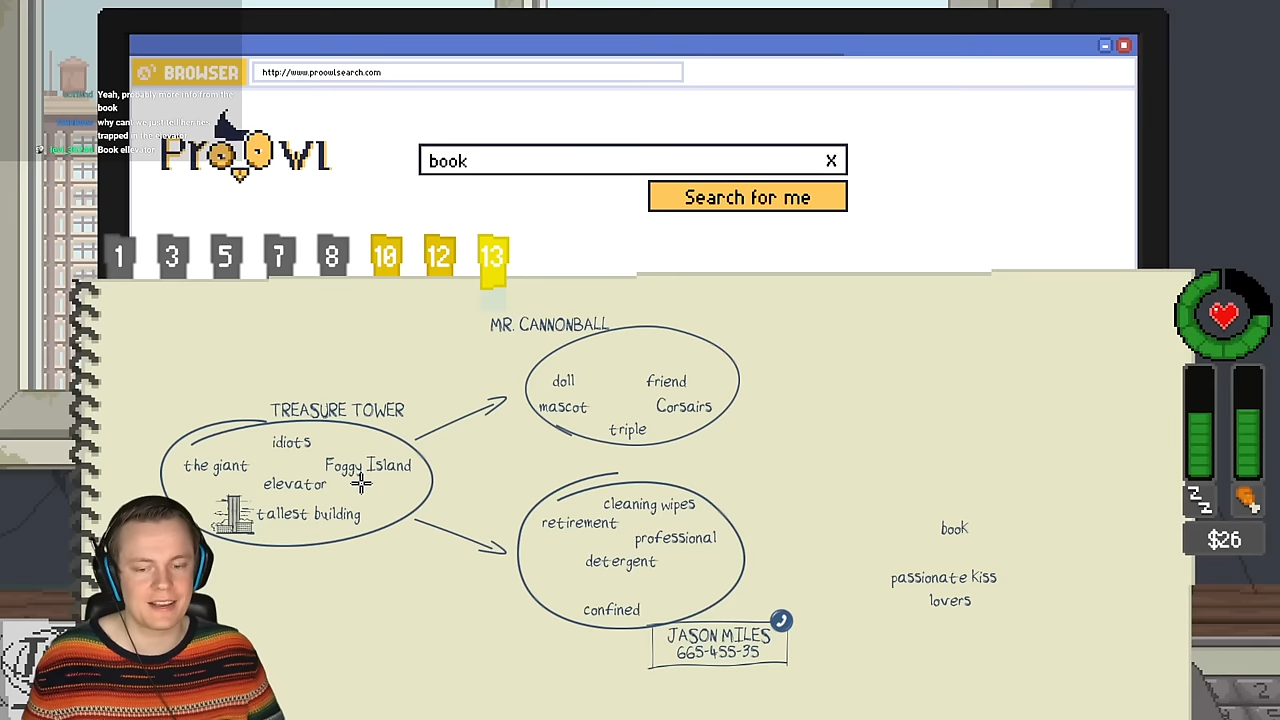 BROWSER
http://www.proowlsearch.com
Yeah, probably more info from the
book
why cant we just tell her hes
trapped in the elevator
Book ellevator
PrOOwl
book X
Search for me
1 3 5 7 8 10 12 13
MR. CANNONBALL
doll friend
mascot Corsairs
triple
TREASURE TOWER
idiots
the giant Foggy Island
elevator
tallest building
cleaning wipes
retirement
professional
detergent
confined
JASON MILES
665-455-35
book
passionate kiss
lovers
$26